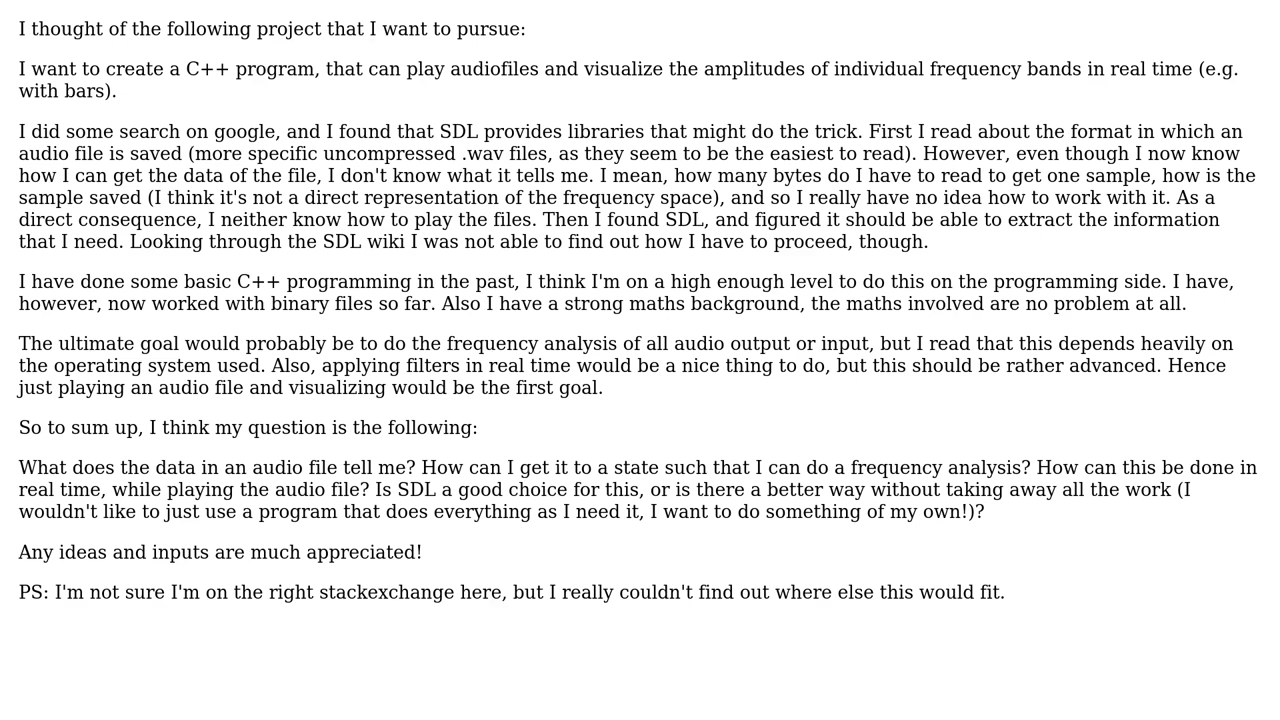 I thought of the following project that I want to pursue:
I want to create a C++ program, that can play audiofiles and visualize the amplitudes of individual frequency bands in real time (e.g.
with bars).
I did some search on google, and I found that SDL provides libraries that might do the trick. First I read about the format in which an
audio file is saved (more specific uncompressed .wav files, as they seem to be the easiest to read). However, even though I now know
how I can get the data of the file, I don't know what it tells me. I mean, how many bytes do I have to read to get one sample, how is the
sample saved (I think it's not a direct representation of the frequency space), and so I really have no idea how to work with it. As a
direct consequence, I neither know how to play the files. Then I found SDL, and figured it should be able to extract the information
that I need. Looking through the SDL wiki I was not able to find out how I have to proceed, though.
I have done some basic C++ programming in the past, I think I'm on a high enough level to do this on the programming side. I have,
however, now worked with binary files so far. Also I have a strong maths background, the maths involved are no problem at all.
The ultimate goal would probably be to do the frequency analysis of all audio output or input, but I read that this depends heavily on
the operating system used. Also, applying filters in real time would be a nice thing to do, but this should be rather advanced. Hence
just playing an audio file and visualizing would be the first goal.
So to sum up, I think my question is the following:
What does the data in an audio file tell me? How can I get it to a state such that I can do a frequency analysis? How can this be done in
real time, while playing the audio file? Is SDL a good choice for this, or is there a better way without taking away all the work (I
wouldn't like to just use a program that does everything as I need it, I want to do something of my own!)?
Any ideas and inputs are much appreciated!
PS: I'm not sure I'm on the right stackexchange here, but I really couldn't find out where else this would fit.